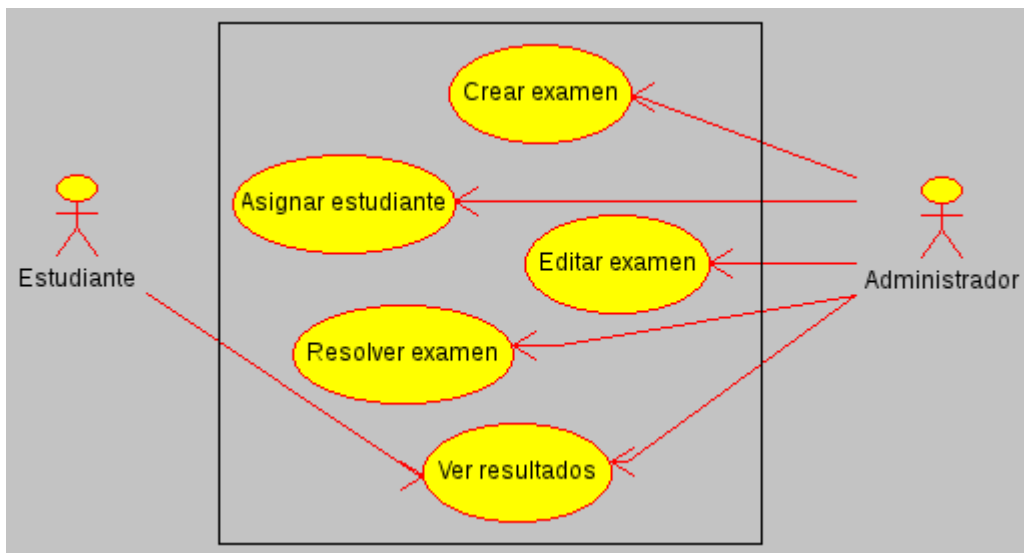 Crear examen
Asignar estudiante
Editar examen
Estudiante
Administrador
Resolver examen
Ver resultados